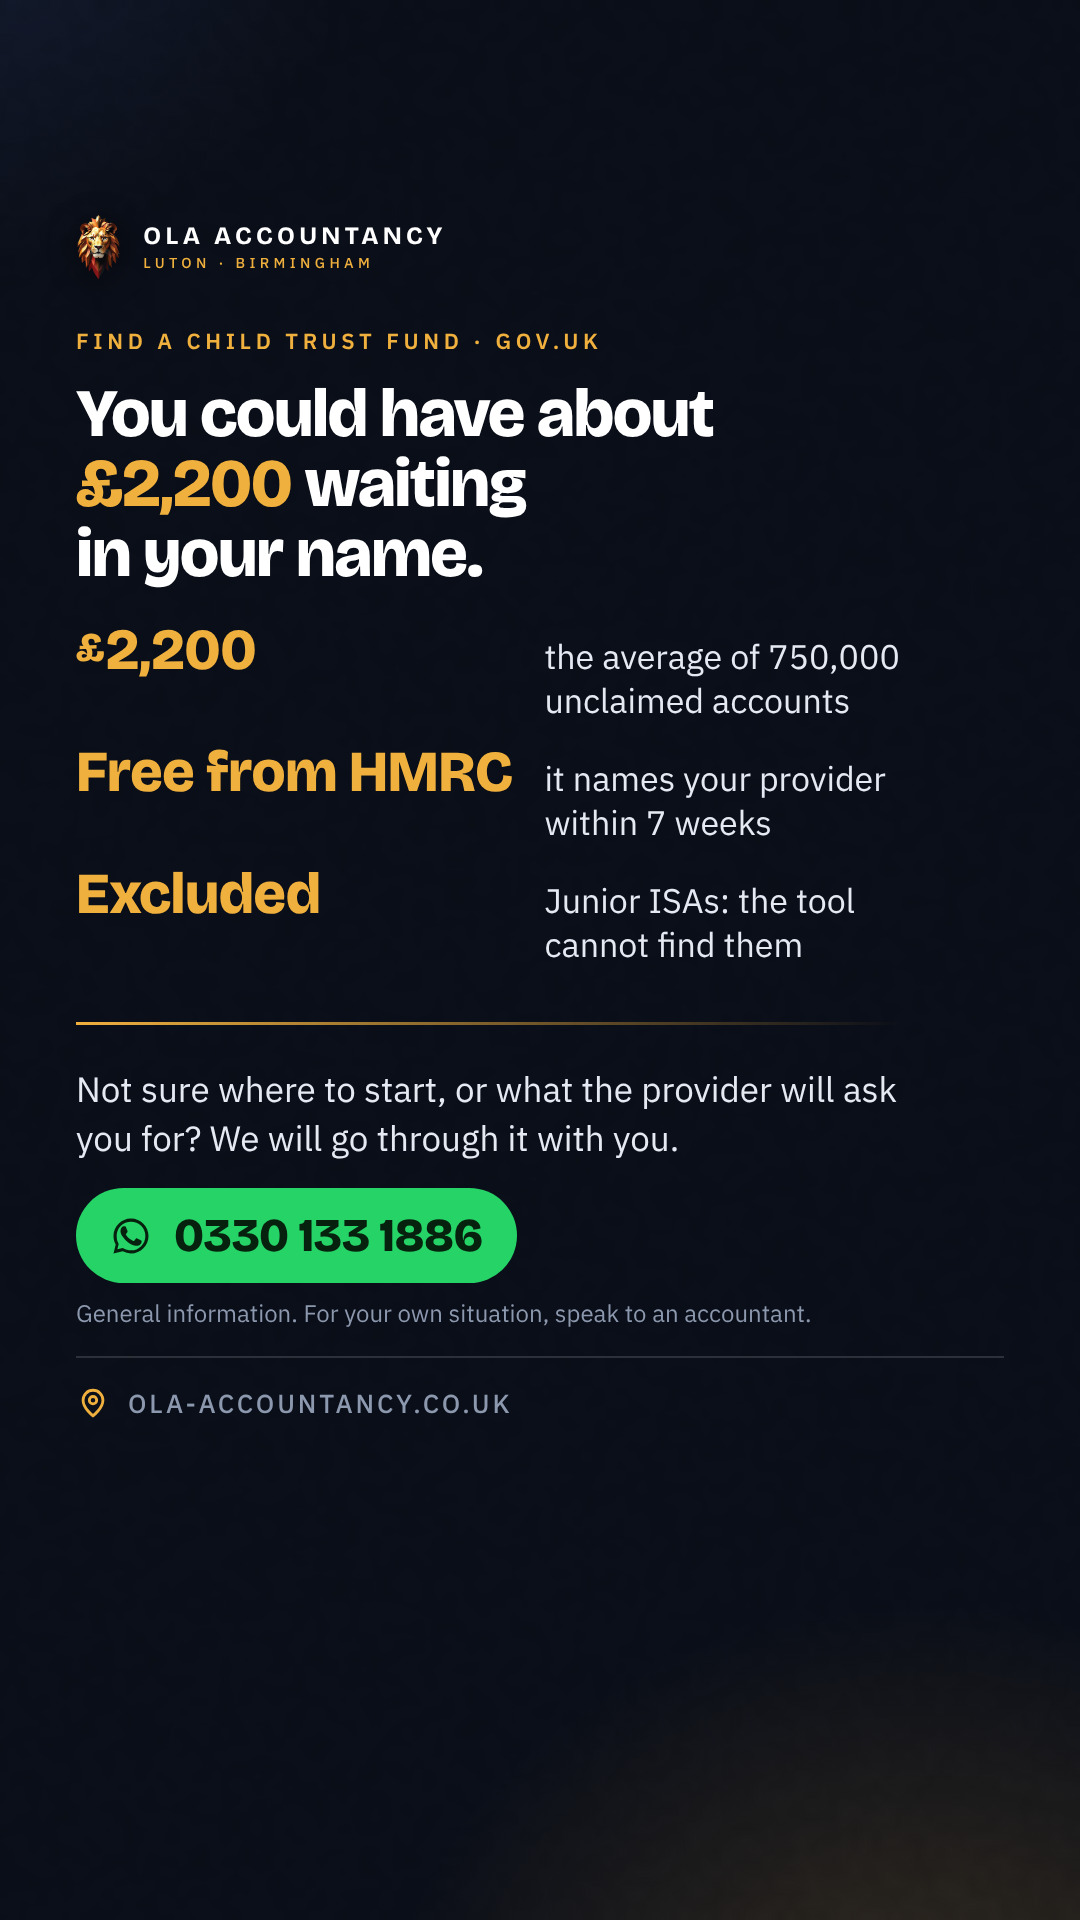 OLA ACCOUNTANCY
LUTON · BIRMINGHAM
FIND A CHILD TRUST FUND · GOV.UK
You could have about
£2,200 waiting
in your name.
£2,200
the average of 750,000
unclaimed accounts
Free from HMRC
it names your provider
within 7 weeks
Excluded
Junior ISAs: the tool
cannot find them
Not sure where to start, or what the provider will ask
you for? We will go through it with you.
0330 133 1886
General information. For your own situation, speak to an accountant.
OLA-ACCOUNTANCY.CO.UK